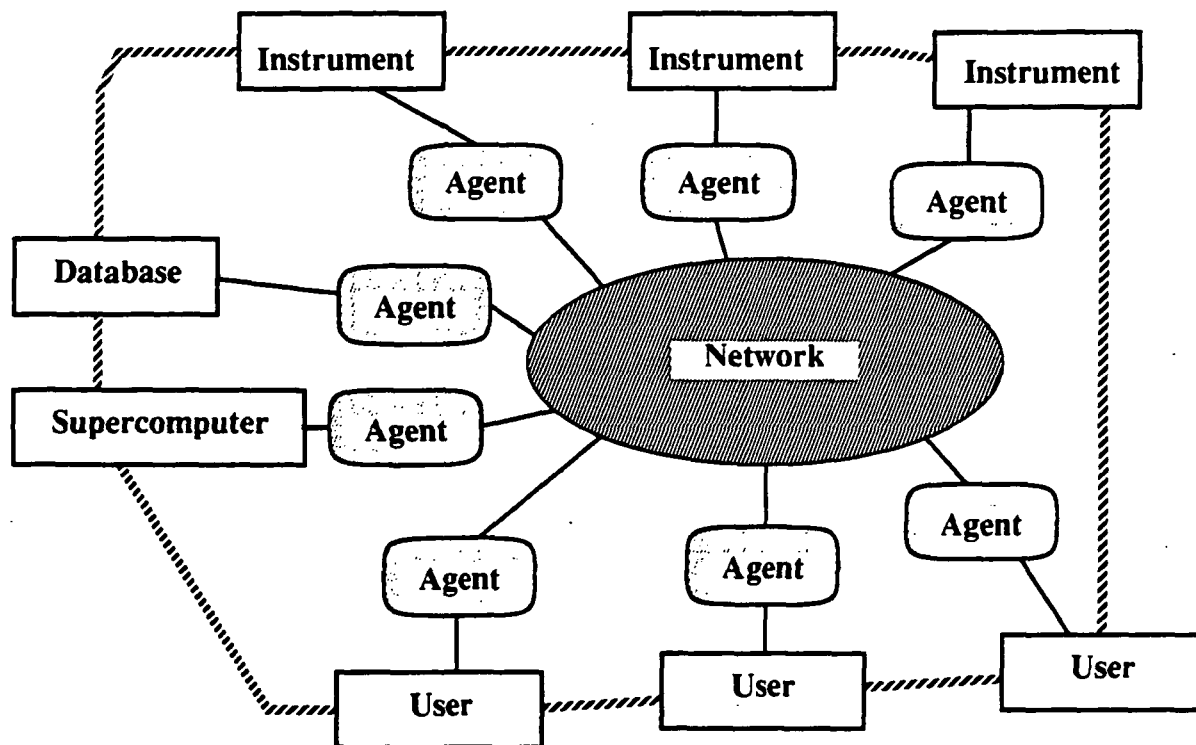 Instrument
Instrument
Instrument
Agent
Agent
Agent
Database
Agent
Network
Supercomputer
Agent
Agent
Agent
Agent
User
User
User